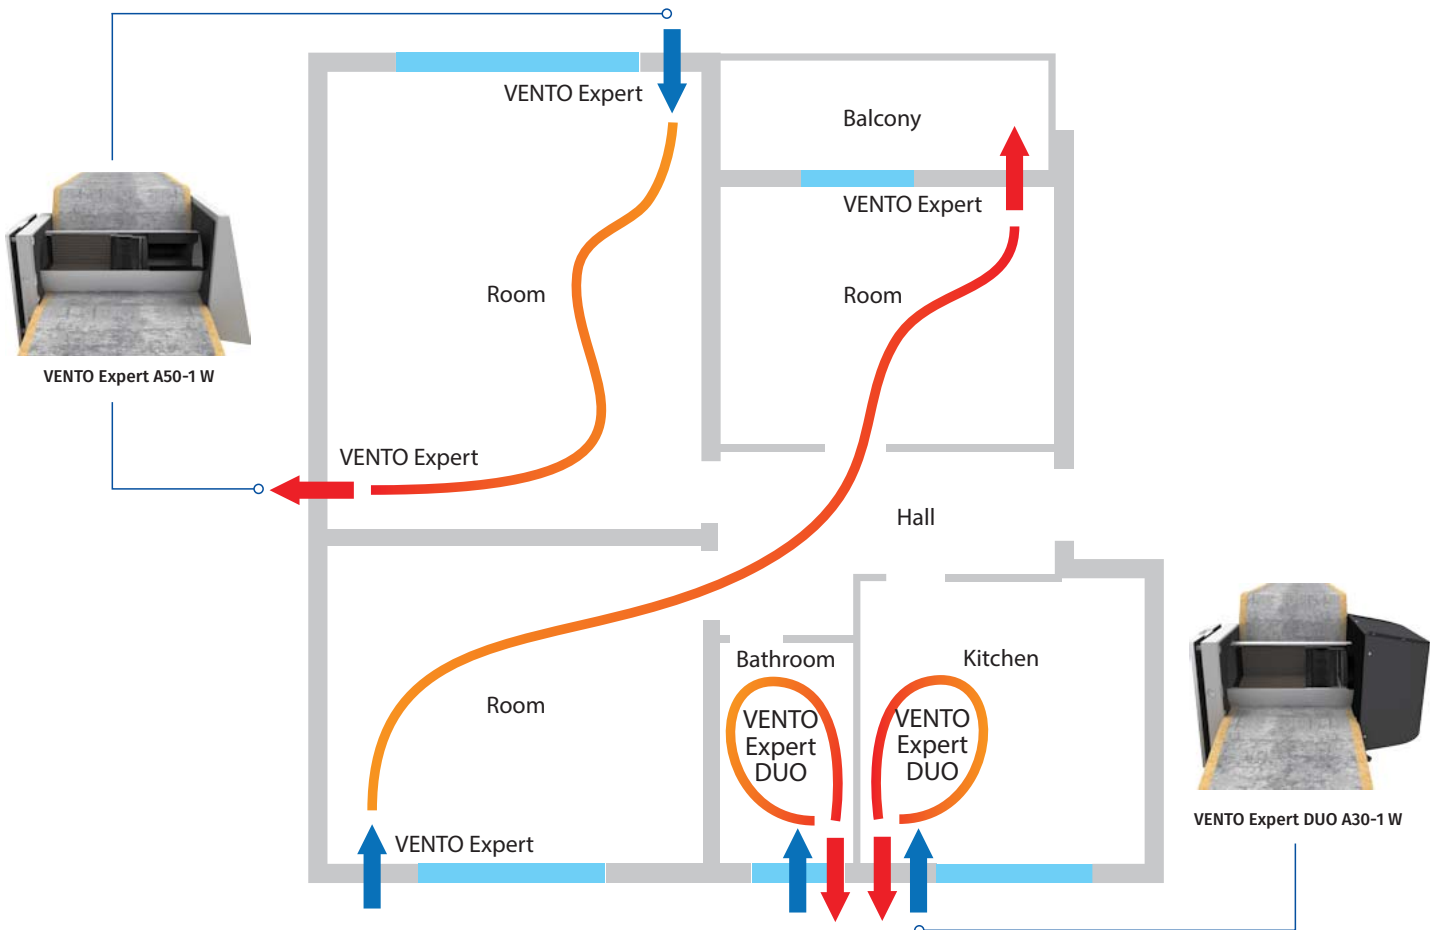 VENTO Expert
Balcony
VENTO Expert
Room
Room
VENTO Expert A50-1 W
VENTO Expert
Hall
Bathroom
Kitchen
Room
VENTO
Expert
DUO
VENTO
Expert
DUO
VENTO Expert DUO A30-1 W
VENTO Expert